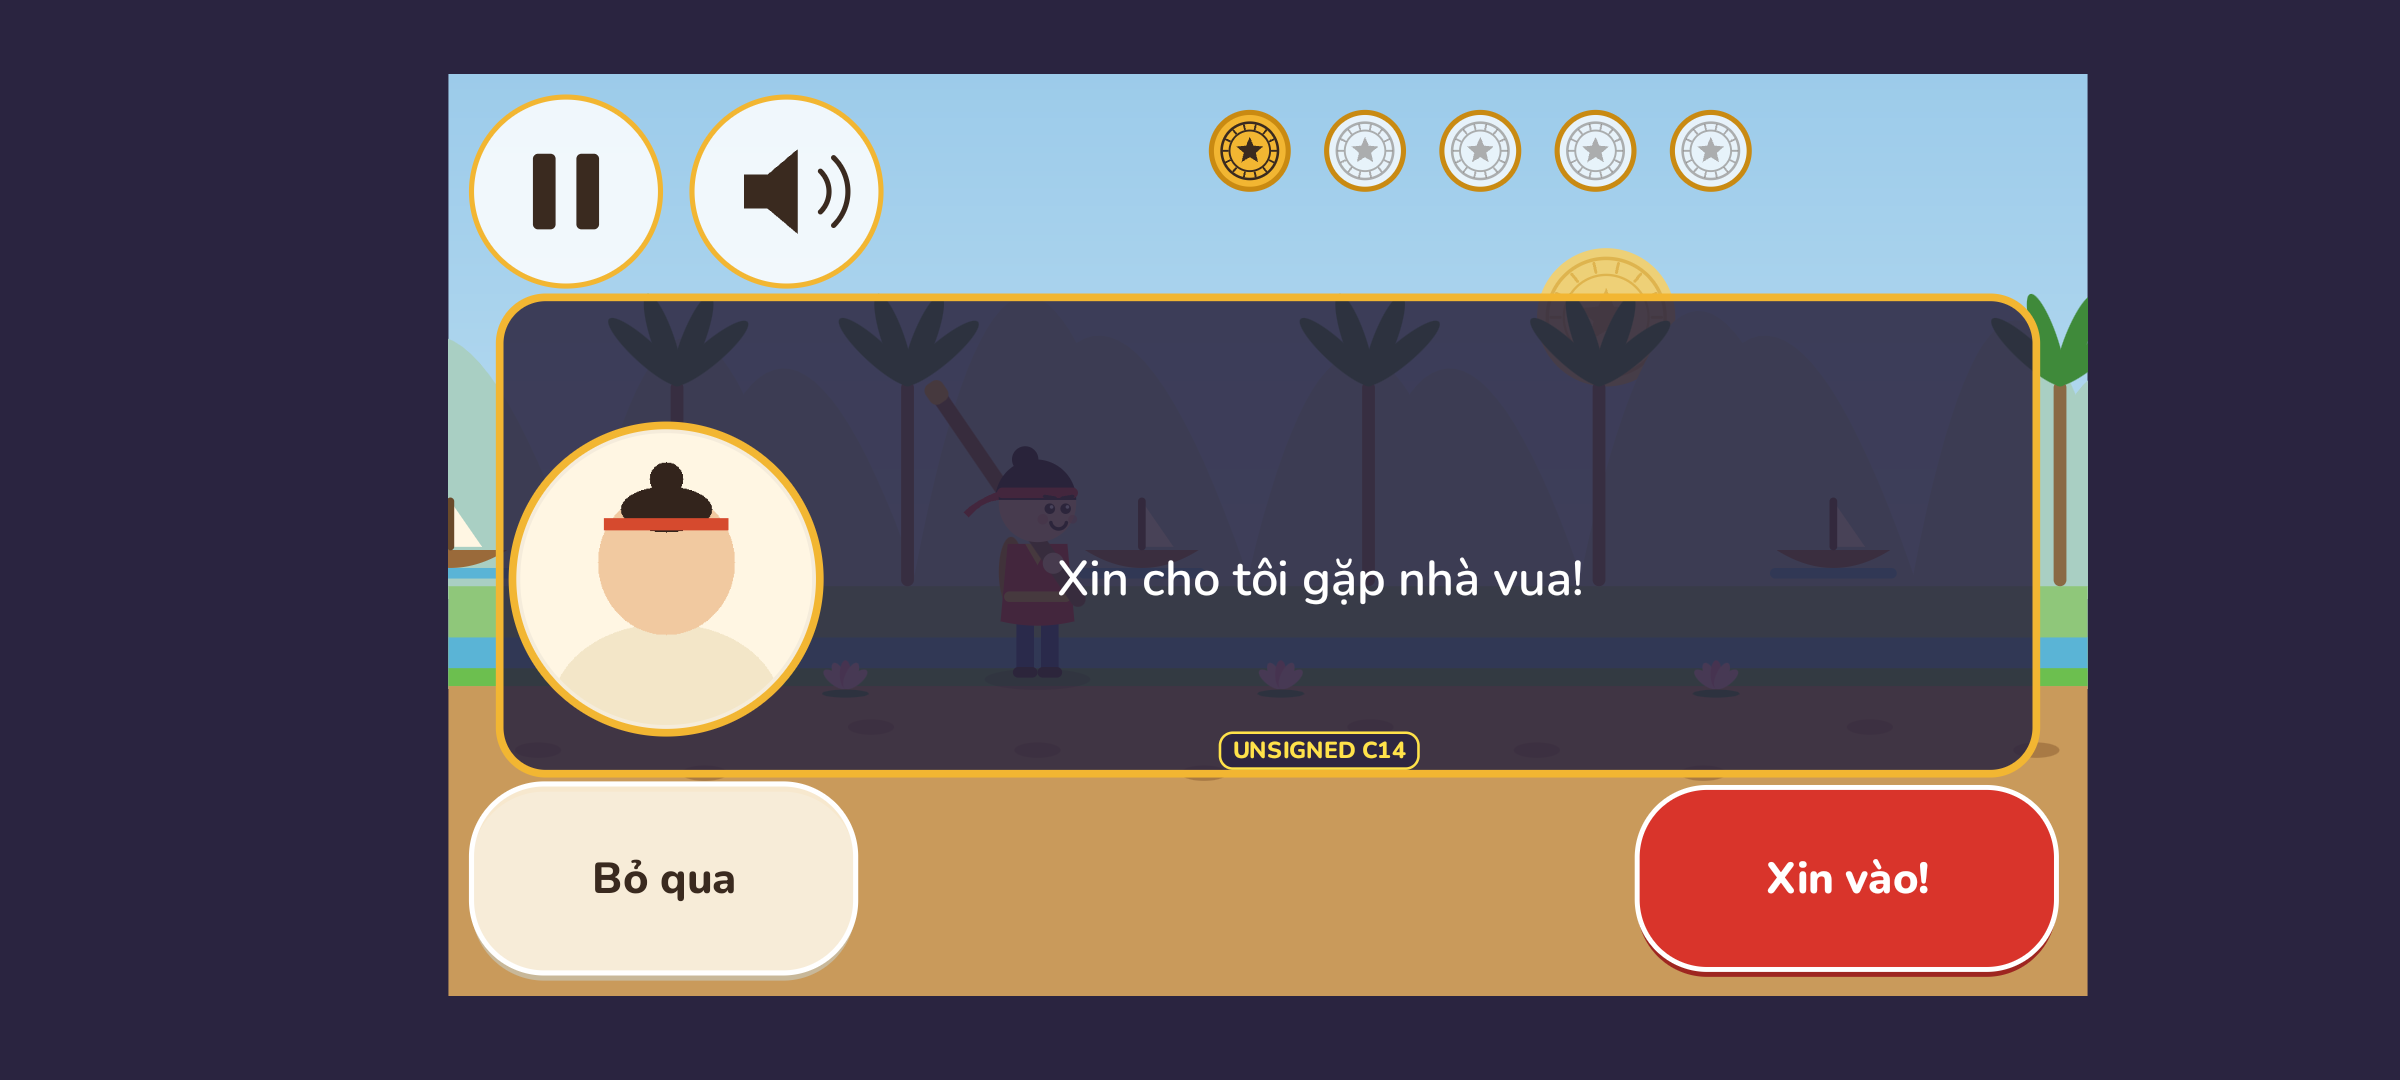 Xin cho tôi gặp nhà vua!
UNSIGNED C14
Bỏ qua
Xin vào!